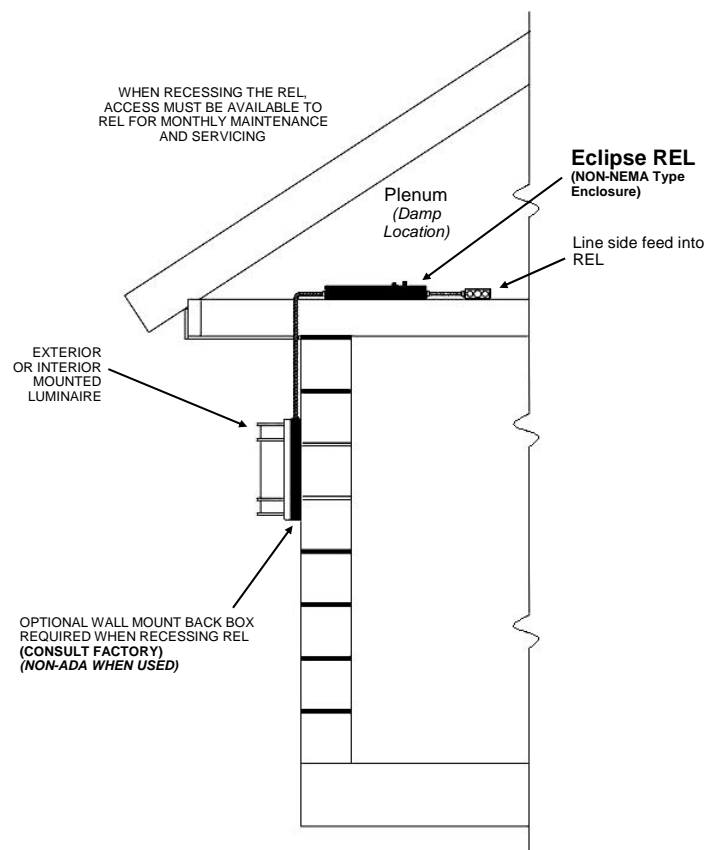 WHEN RECESSING THE REL,
ACCESS MUST BE AVAILABLE TO
REL FOR MONTHLY MAINTENANCE
AND SERVICING
Eclipse REL
(NON-NEMA Type
Enclosure)
Plenum
(Damp
Location)
Line side feed into
REL
EXTERIOR
OR INTERIOR
MOUNTED
LUMINAIRE
OPTIONAL WALL MOUNT BACK BOX
REQUIRED WHEN RECESSING REL
(CONSULT FACTORY)
(NON-ADA WHEN USED)